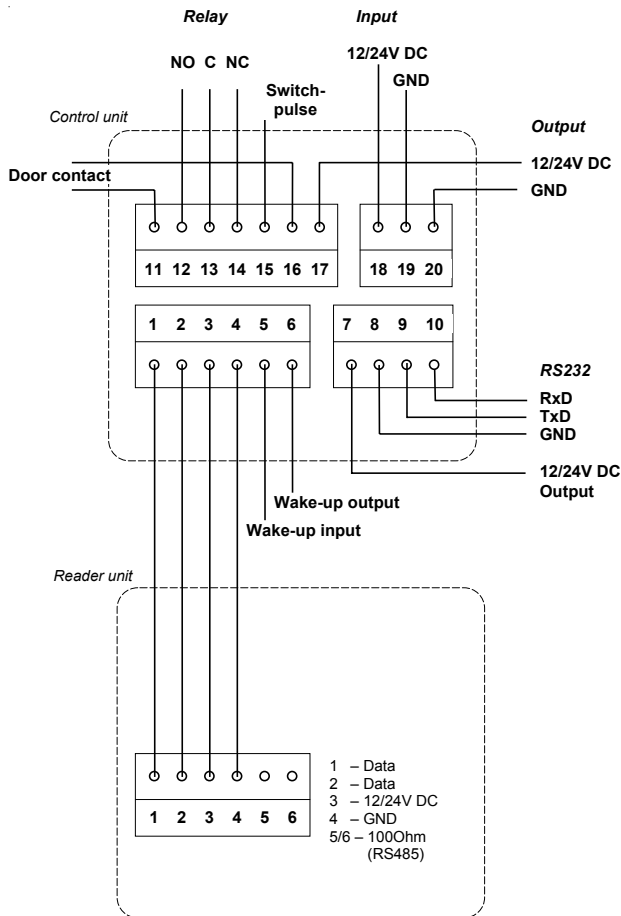 Relay
Input
12/24V DC
NO C NC
GND
Switch-
pulse
Control unit
Output
12/24V DC
Door contact
GND
11 12 13 14 15 16 17
18 19 20
1 2 3 4 5 6
7 8 9 10
RS232
RxD
TxD
GND
12/24V DC
Output
Wake-up output
Wake-up input
Reader unit
1 – Data
2 – Data
3 – 12/24V DC
4 – GND
5/6 – 100Ohm
(RS485)
1 2 3 4 5 6